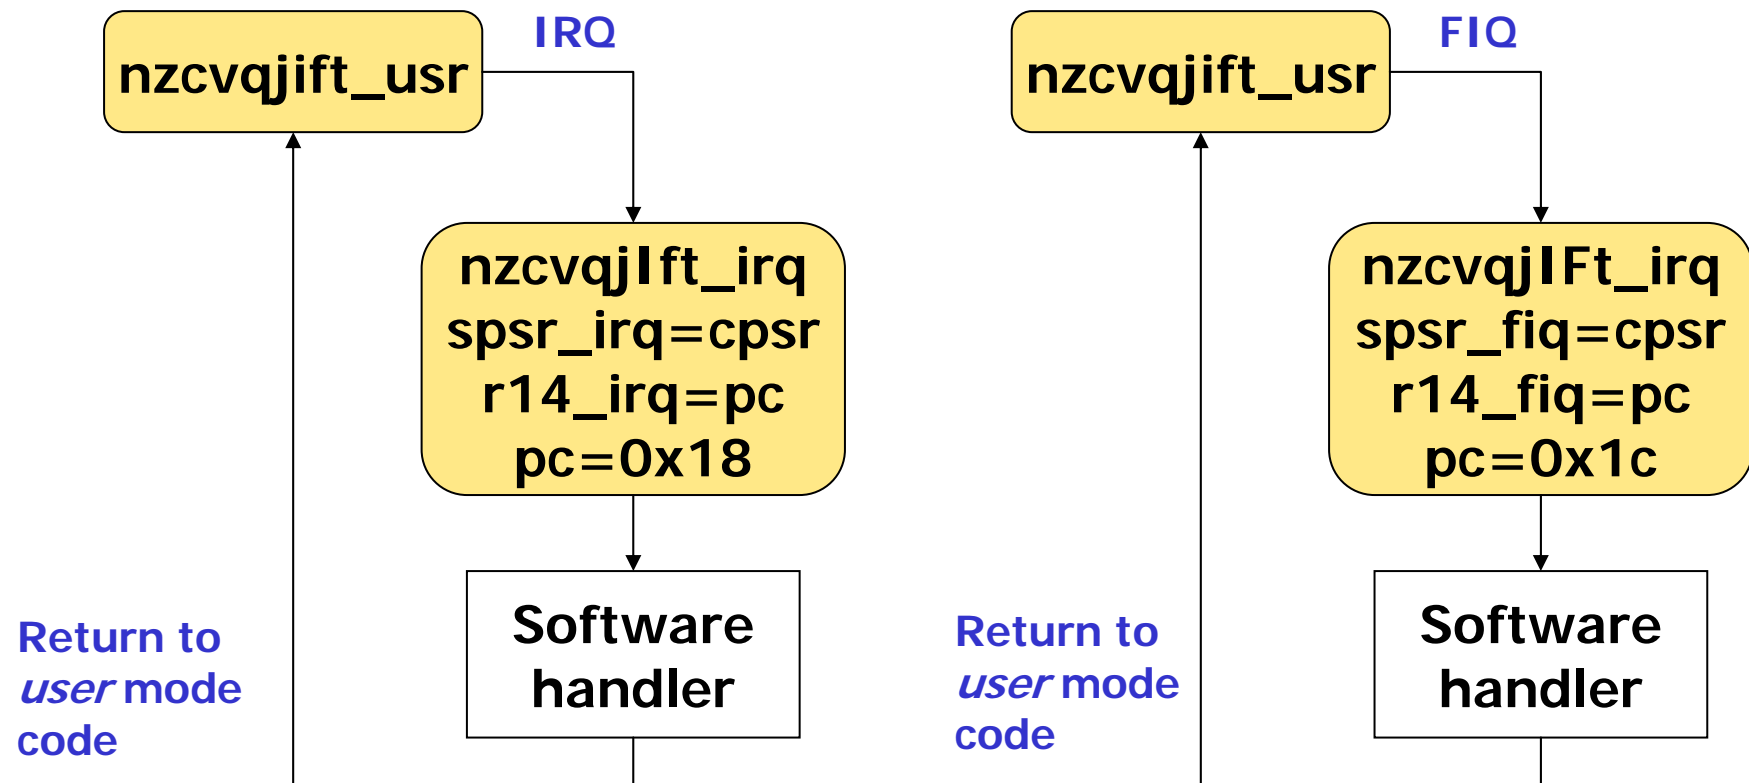 IRQ
nzcvqjift_usr
nzcvqjIft_irq
spsr_irq=cpsr
r14_irq=pc
pc=0x18
Software
handler
Return to
user mode
code
FIQ
nzcvqjift_usr
nzcvqjIFt_irq
spsr_fiq=cpsr
r14_fiq=pc
pc=0x1c
Software
handler
Return to
user mode
code